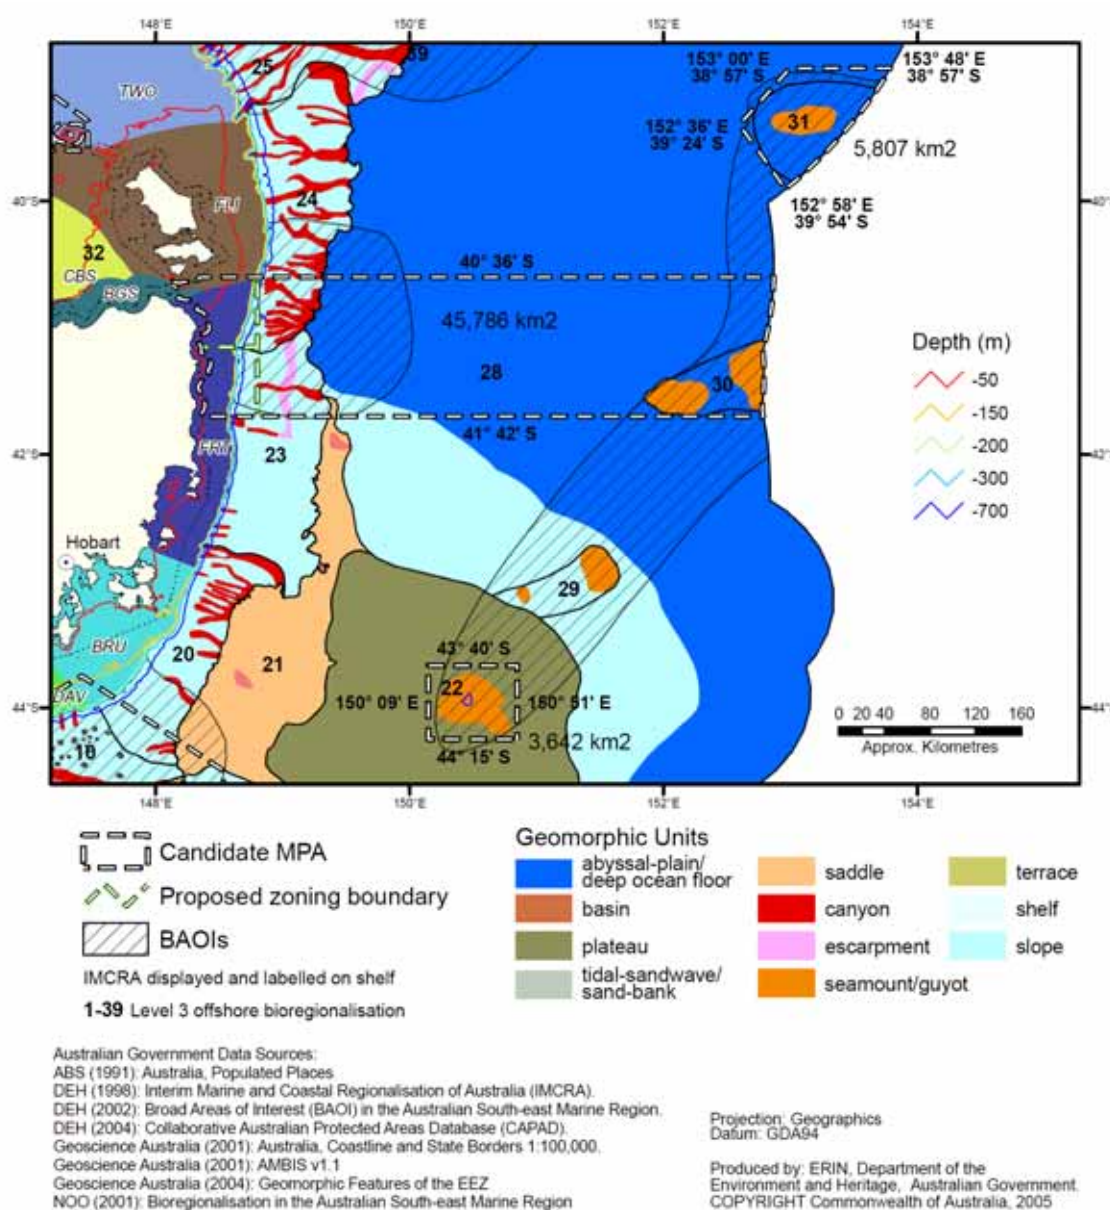 148°E 150°E 152°E 154°E
25
39
TWO
153° 00' E
38° 57' S
153° 48' E
38° 57' S
31
152° 36' E
39° 24' S
5,807 km2
40°S
24
FLI
152° 58' E
39° 54' S
40°S
32
CBS
BGS
40° 36' S
45,786 km2
Depth (m)
-50
-150
-200
-300
-700
28
30
41° 42' S
42°S
FRT
23
42°S
Hobart
29
BRU
20
21
43° 40' S
22
150° 09' E
150° 51' E
DAV
44°S
3,642 km2
44° 15' S
44°S
0 20 40 80 120 160
Approx. Kilometres
148°E 150°E 152°E 154°E
Candidate MPA
Proposed zoning boundary
BAOIs
IMCRA displayed and labelled on shelf
1-39 Level 3 offshore bioregionalisation
Geomorphic Units
abyssal-plain/
deep ocean floor
basin
plateau
tidal-sandwave/
sand-bank
saddle
canyon
escarpment
seamount/guyot
terrace
shelf
slope
Australian Government Data Sources:
ABS (1991): Australia, Populated Places
DEH (1998): Interim Marine and Coastal Regionalisation of Australia (IMCRA).
DEH (2002): Broad Areas of Interest (BAOI) in the Australian South-east Marine Region.
DEH (2004): Collaborative Australian Protected Areas Database (CAPAD).
Geoscience Australia (2001): Australia, Coastline and State Borders 1:100,000.
Geoscience Australia (2001): AMBIS v1.1
Geoscience Australia (2004): Geomorphic Features of the EEZ
NOO (2001): Bioregionalisation in the Australian South-east Marine Region
Projection: Geographics
Datum: GDA94
Produced by: ERIN, Department of the
Environment and Heritage, Australian Government.
COPYRIGHT Commonwealth of Australia, 2005